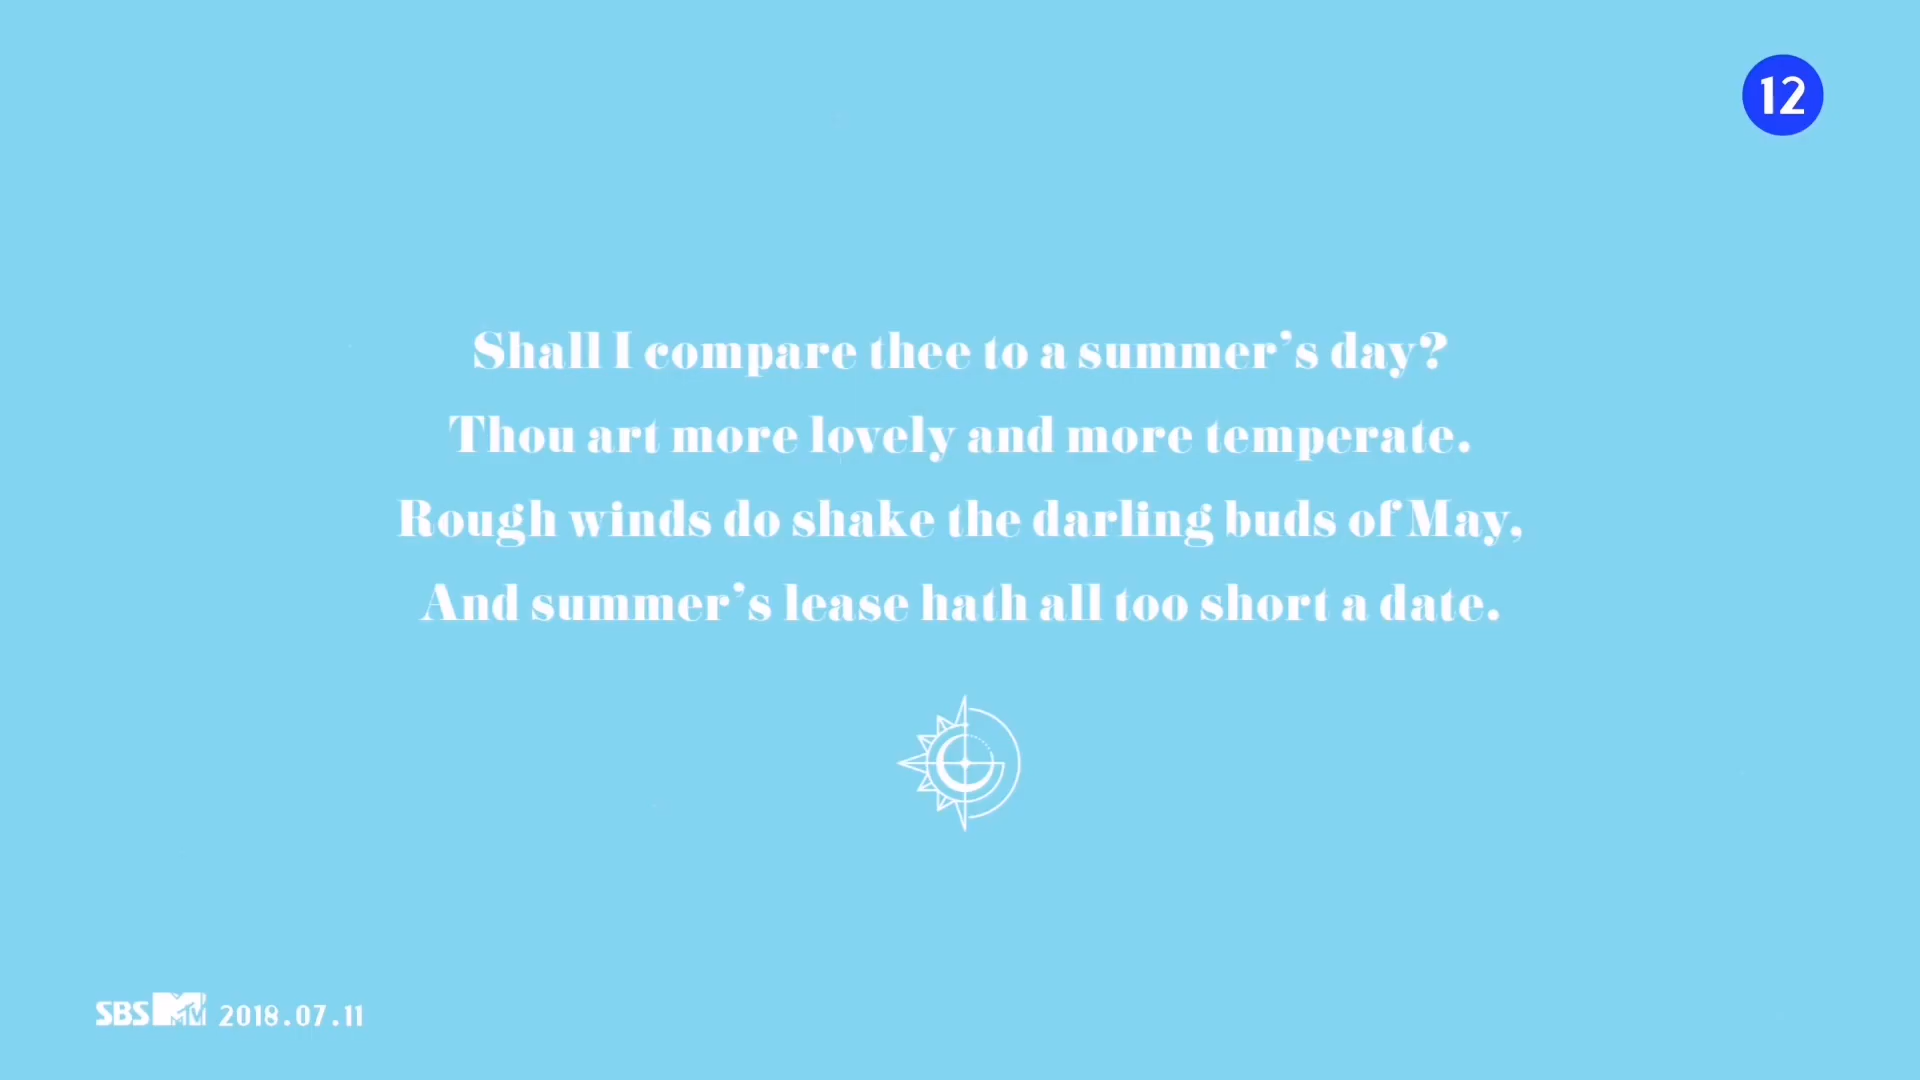 12
Shall I compare thee to a summer’s day?
Thou art more lovely and more temperate.
Rough winds do shake the darling buds of May,
And summer’s lease hath all too short a date.
SBS MTV 2018.07.11